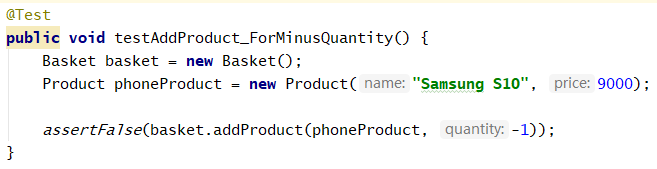 @Test
public void testAddProduct_ForMinusQuantity() {
    Basket basket = new Basket();
    Product phoneProduct = new Product( name: "Samsung S10", price: 9000);

    assertFalse(basket.addProduct(phoneProduct, quantity: -1));
}